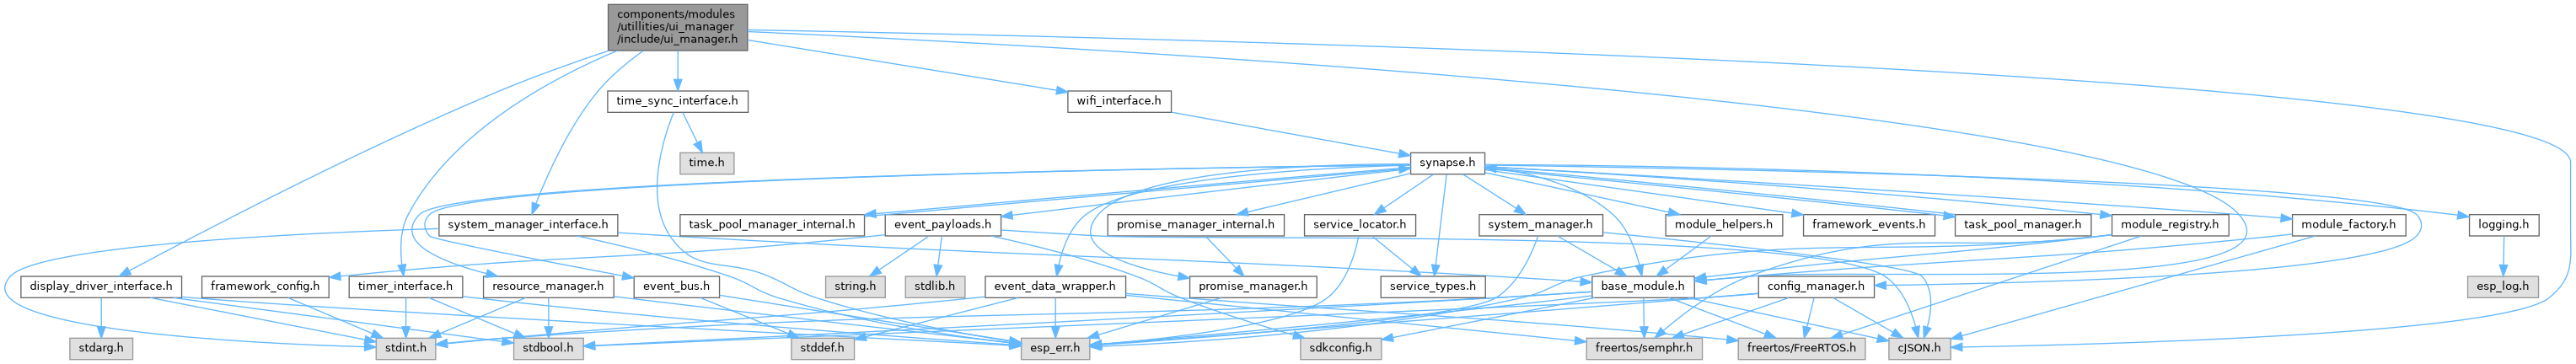 components/modules
/utillities/ui_manager
/include/ui_manager.h
time_sync_interface.h
wifi_interface.h
time.h
synapse.h
system_manager_interface.h
task_pool_manager_internal.h
event_payloads.h
promise_manager_internal.h
service_locator.h
system_manager.h
module_helpers.h
framework_events.h
task_pool_manager.h
module_registry.h
module_factory.h
logging.h
display_driver_interface.h
framework_config.h
timer_interface.h
resource_manager.h
event_bus.h
string.h
stdlib.h
event_data_wrapper.h
promise_manager.h
service_types.h
base_module.h
config_manager.h
esp_log.h
stdarg.h
stdint.h
stdbool.h
stddef.h
esp_err.h
sdkconfig.h
freertos/semphr.h
freertos/FreeRTOS.h
cJSON.h